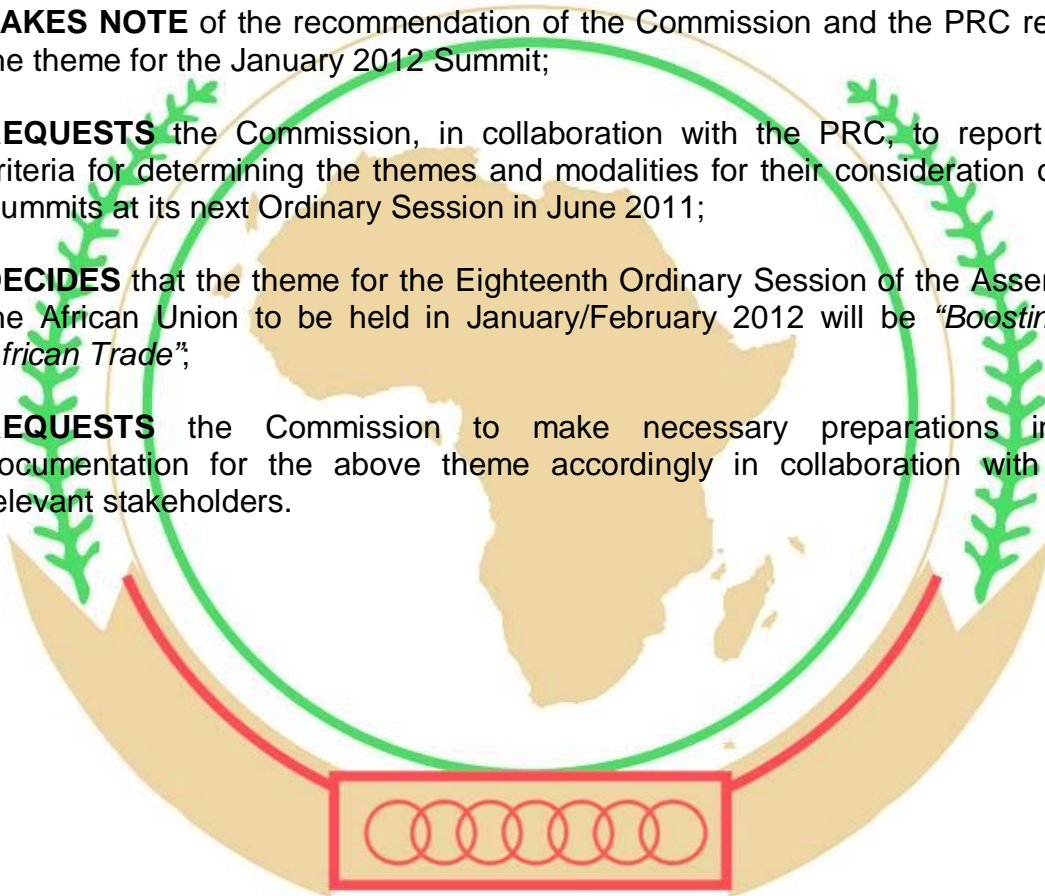 AKES NOTE of the recommendation of the Commission and the PRC re
he theme for the January 2012 Summit;
EQUESTS the Commission, in collaboration with the PRC, to report
riteria for determining the themes and modalities for their consideration o
ummits at its next Ordinary Session in June 2011;
DECIDES that the theme for the Eighteenth Ordinary Session of the Asse
he African Union to be held in January/February 2012 will be “Boostin
frican Trade”;
EQUESTS the Commission to make necessary preparations in
ocumentation for the above theme accordingly in collaboration with
elevant stakeholders.